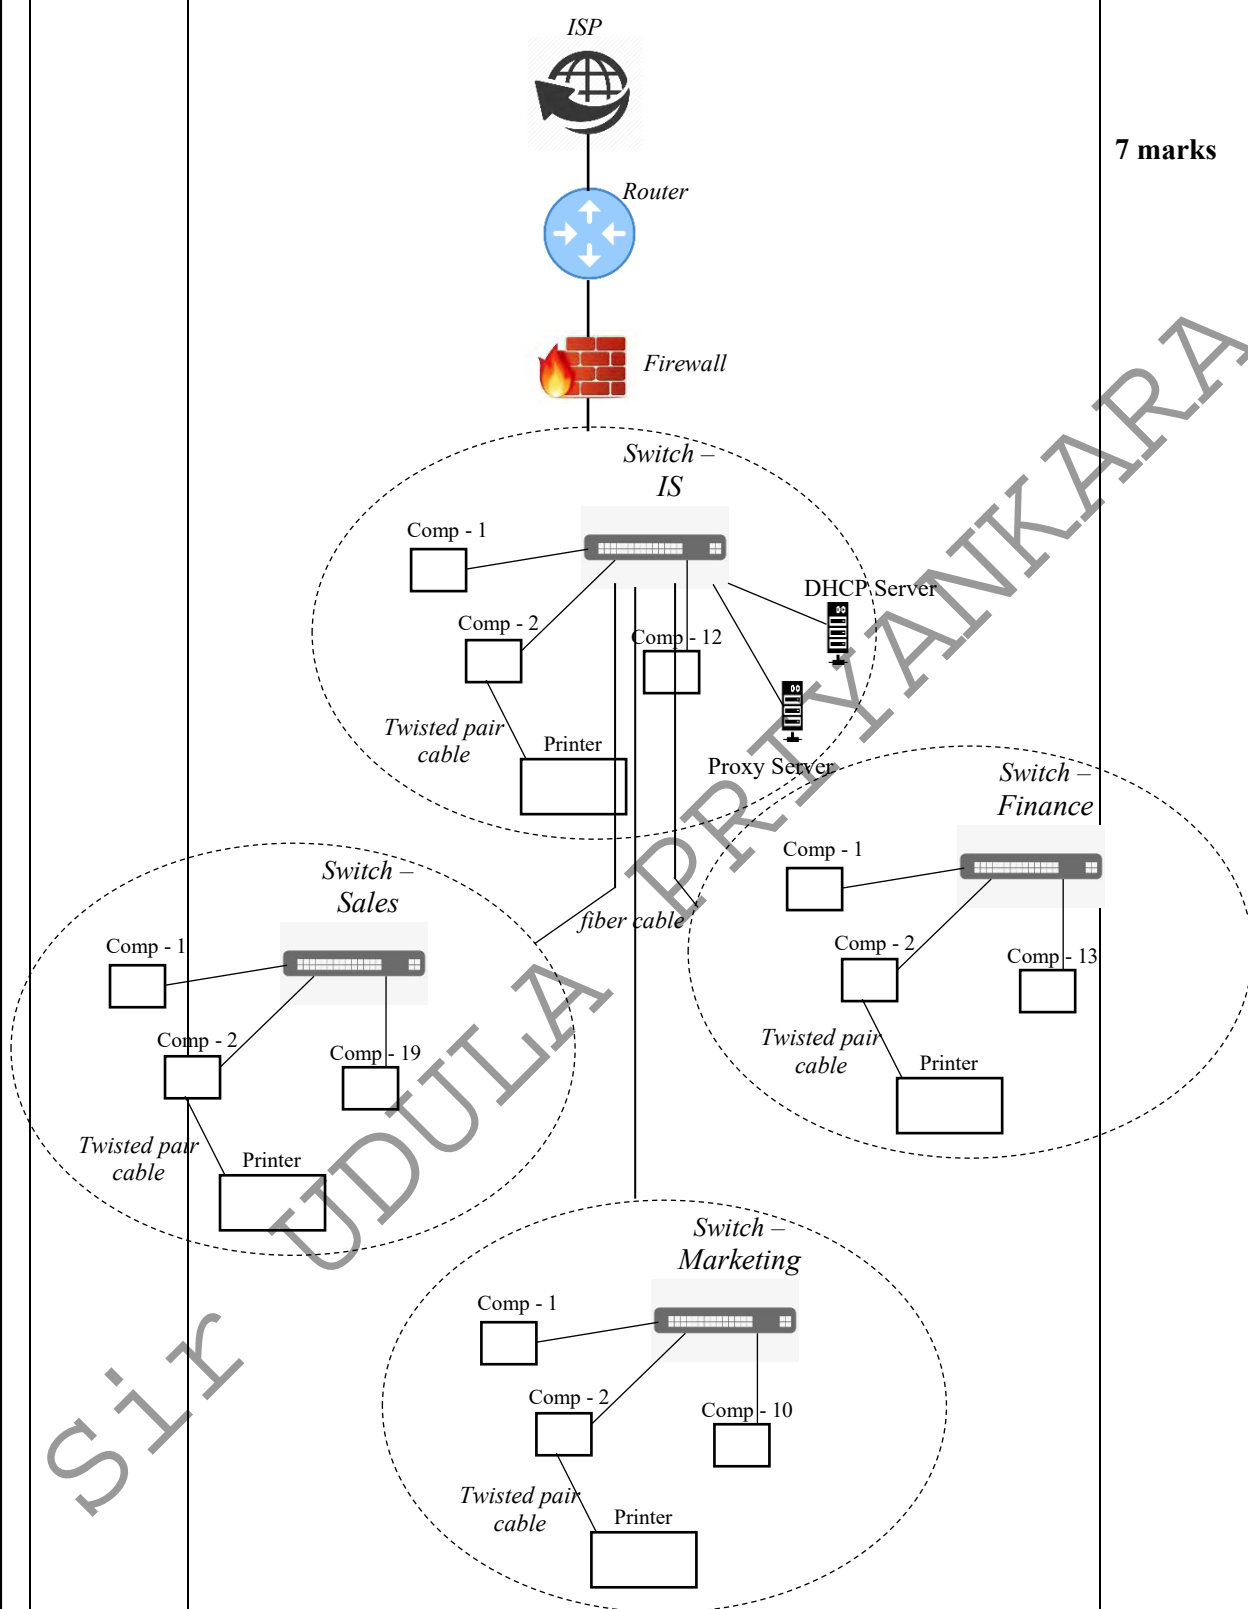 ISP
7 marks
Router
Firewall
Switch –
IS
Comp - 1
Comp - 2
Comp - 12
DHCP Server
Twisted pair
cable
Printer
Proxy Server
Switch –
Finance
Comp - 1
Comp - 2
Comp - 13
Twisted pair
cable
Printer
fiber cable
Switch –
Sales
Comp - 1
Comp - 2
Comp - 19
Twisted pair
cable
Printer
Switch –
Marketing
Comp - 1
Comp - 2
Comp - 10
Twisted pair
cable
Printer
Sir UDULA PRIYANKARA